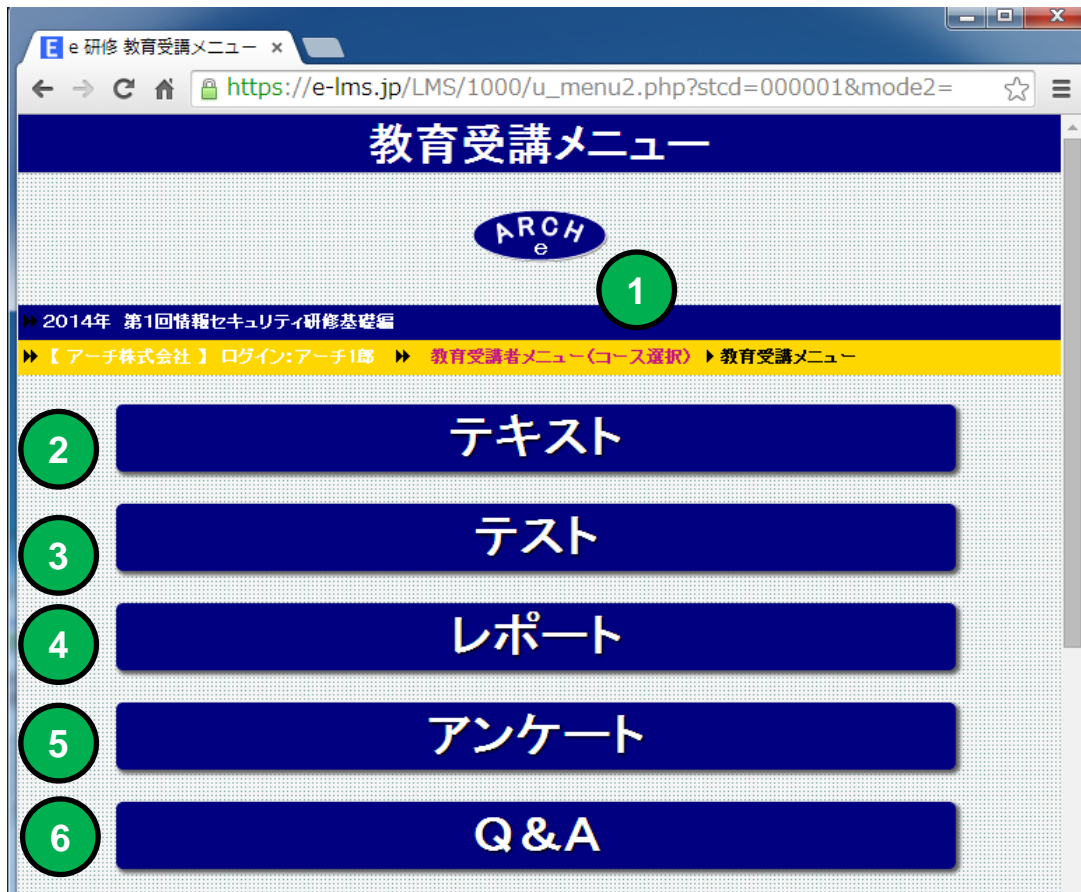 e 研修 教育受講メニュー ×
https://e-lms.jp/LMS/1000/u_menu2.php?stcd=000001&mode2=
教育受講メニュー
ARCH
e
1
2014年 第1回情報セキュリティ研修基礎編
【 アーチ株式会社 】 ログイン:アーチ1郎 教育受講者メニュー(コース選択) 教育受講メニュー
2 テキスト
3 テスト
4 レポート
5 アンケート
6 Q&A